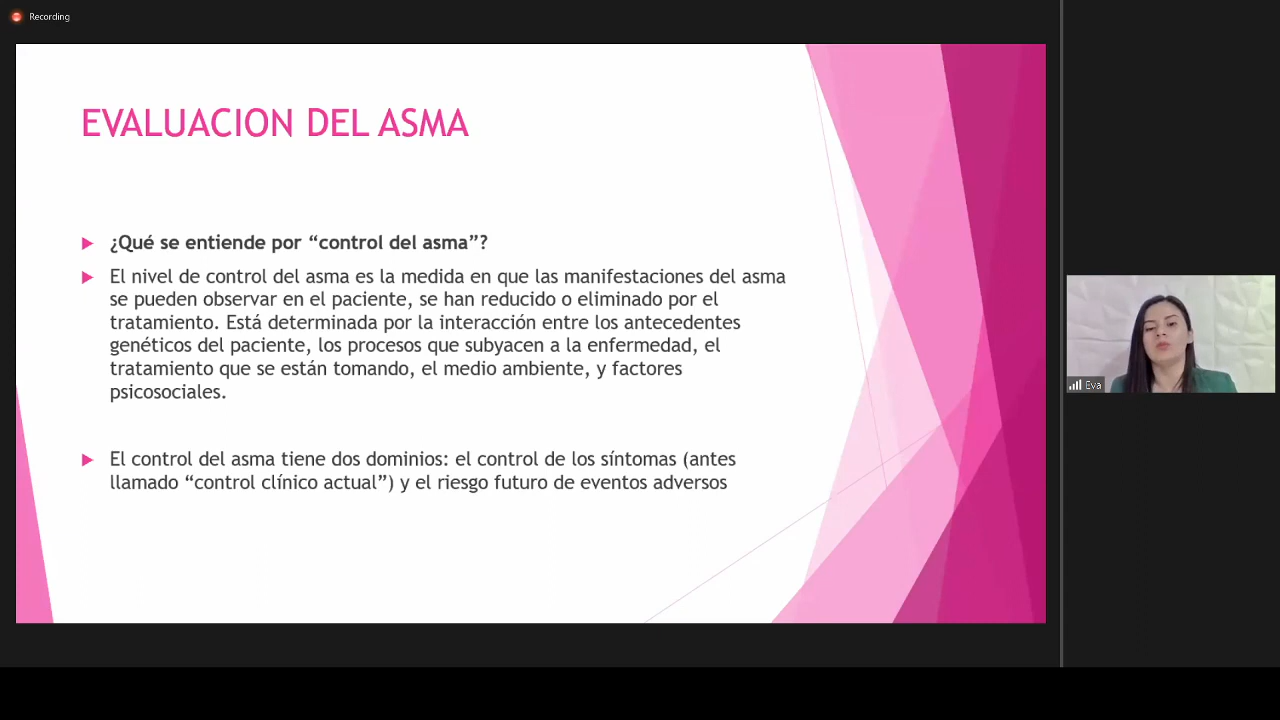 Recording
EVALUACION DEL ASMA
¿Qué se entiende por “control del asma”?
El nivel de control del asma es la medida en que las manifestaciones del asma
se pueden observar en el paciente, se han reducido o eliminado por el
tratamiento. Está determinada por la interacción entre los antecedentes
genéticos del paciente, los procesos que subyacen a la enfermedad, el
tratamiento que se están tomando, el medio ambiente, y factores
psicosociales.
El control del asma tiene dos dominios: el control de los síntomas (antes
llamado “control clínico actual”) y el riesgo futuro de eventos adversos
Eva